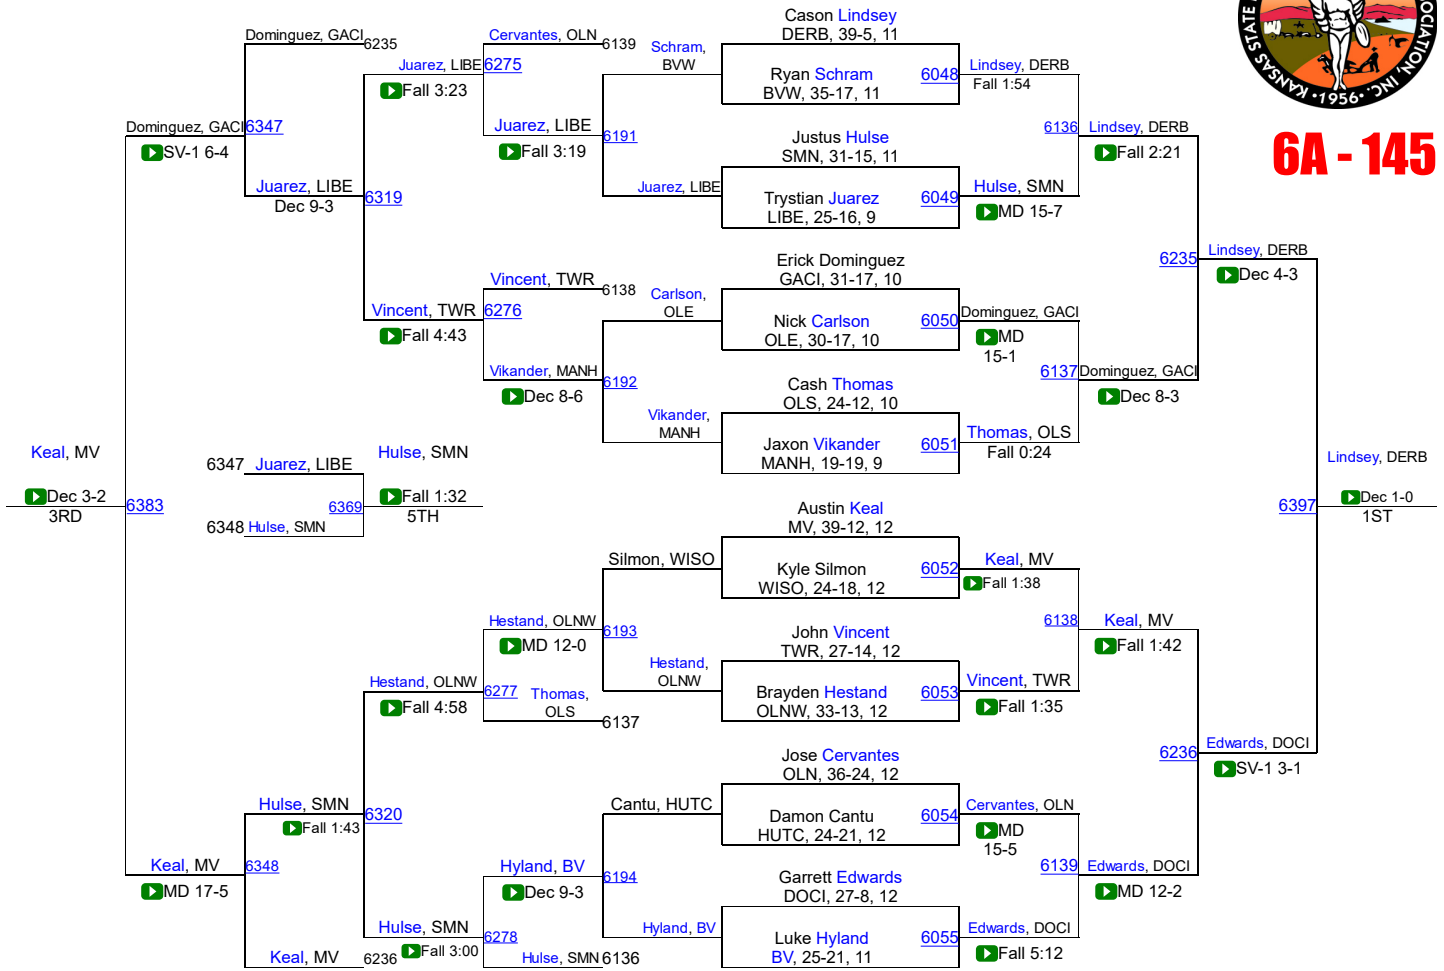 Cason Lindsey
DERB, 39-5, 11
Ryan Schram
BVW, 35-17, 11
6048
Justus Hulse
SMN, 31-15, 11
Trystian Juarez
LIBE, 25-16, 9
6049
Erick Dominguez
GACI, 31-17, 10
Nick Carlson
OLE, 30-17, 10
6050
Cash Thomas
OLS, 24-12, 10
Jaxon Vikander
MANH, 19-19, 9
6051
Austin Keal
MV, 39-12, 12
Kyle Silmon
WISO, 24-18, 12
6052
John Vincent
TWR, 27-14, 12
Brayden Hestand
OLNW, 33-13, 12
6053
Jose Cervantes
OLN, 36-24, 12
Damon Cantu
HUTC, 24-21, 12
6054
Garrett Edwards
DOCI, 27-8, 12
Luke Hyland
BV, 25-21, 11
6055
Lindsey, DERB
Fall 1:54
6136
Hulse, SMN
MD 15-7
Dominguez, GACI
MD
15-1
6137
Thomas, OLS
Fall 0:24
Keal, MV
Fall 1:38
6138
Vincent, TWR
Fall 1:35
Cervantes, OLN
MD
15-5
6139
Edwards, DOCI
Fall 5:12
Lindsey, DERB
Fall 2:21
6235
Dominguez, GACI
Dec 8-3
Keal, MV
Fall 1:42
6236
Edwards, DOCI
MD 12-2
Lindsey, DERB
Dec 4-3
6397
Edwards, DOCI
SV-1 3-1
Lindsey, DERB
Dec 1-0
1ST
Schram,
BVW
6191
Juarez, LIBE
Carlson,
OLE
6192
Vikander,
MANH
Silmon, WISO
6193
Hestand,
OLNW
Cantu, HUTC
6194
Hyland, BV
Cervantes, OLN
6139
6275
Juarez, LIBE
Fall 3:19
Vincent, TWR
6138
6276
Vikander, MANH
Dec 8-6
Hestand, OLNW
MD 12-0
6277
Thomas,
OLS
6137
Hyland, BV
Dec 9-3
6278
Hulse, SMN
6136
Juarez, LIBE
Fall 3:23
6319
Vincent, TWR
Fall 4:43
Hestand, OLNW
Fall 4:58
6320
Hulse, SMN
Fall 3:00
Dominguez, GACI
6235
6347
Juarez, LIBE
Dec 9-3
Hulse, SMN
Fall 1:43
6348
Keal, MV
6236
Dominguez, GACI
SV-1 6-4
6383
Keal, MV
MD 17-5
Keal, MV
Dec 3-2
3RD
6347
Juarez, LIBE
6369
6348
Hulse, SMN
Hulse, SMN
Fall 1:32
5TH
KANSAS STATE
OCIATION, INC.
•1956•
6A - 145